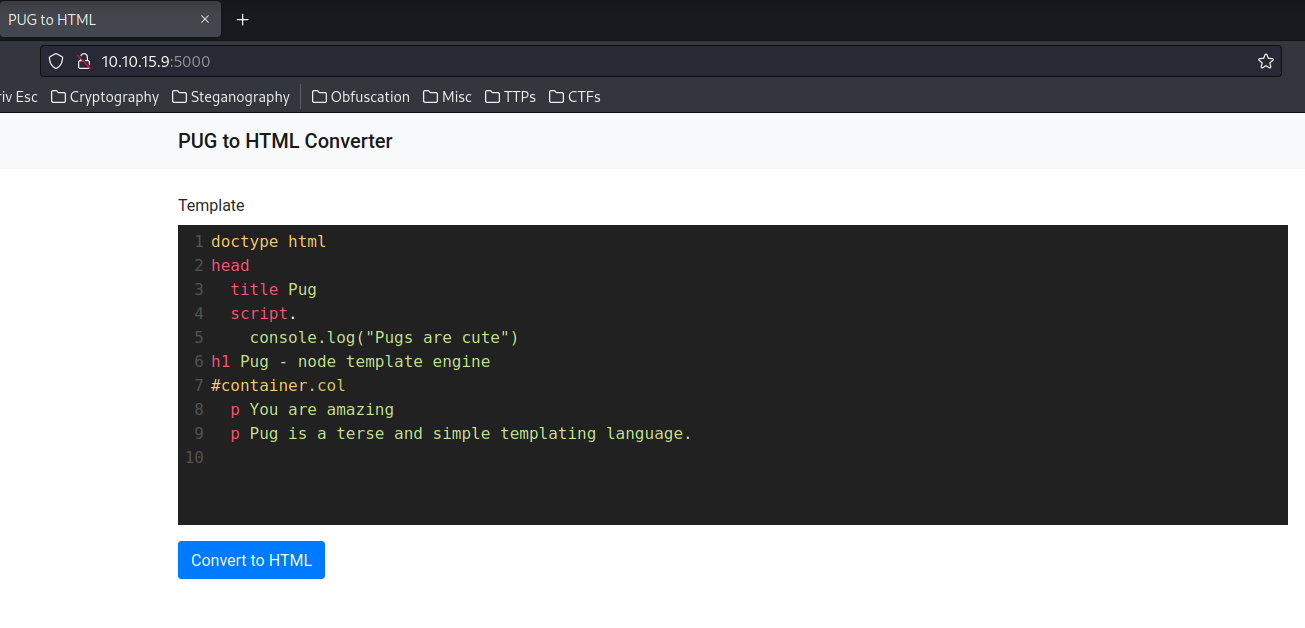 PUG to HTML
10.10.15.9:5000
iv Esc Cryptography Steganography Obfuscation Misc TTPs CTFs
PUG to HTML Converter
Template
1 doctype html
2 head
3   title Pug
4   script.
5     console.log("Pugs are cute")
6 h1 Pug - node template engine
7 #container.col
8   p You are amazing
9   p Pug is a terse and simple templating language.
10
Convert to HTML